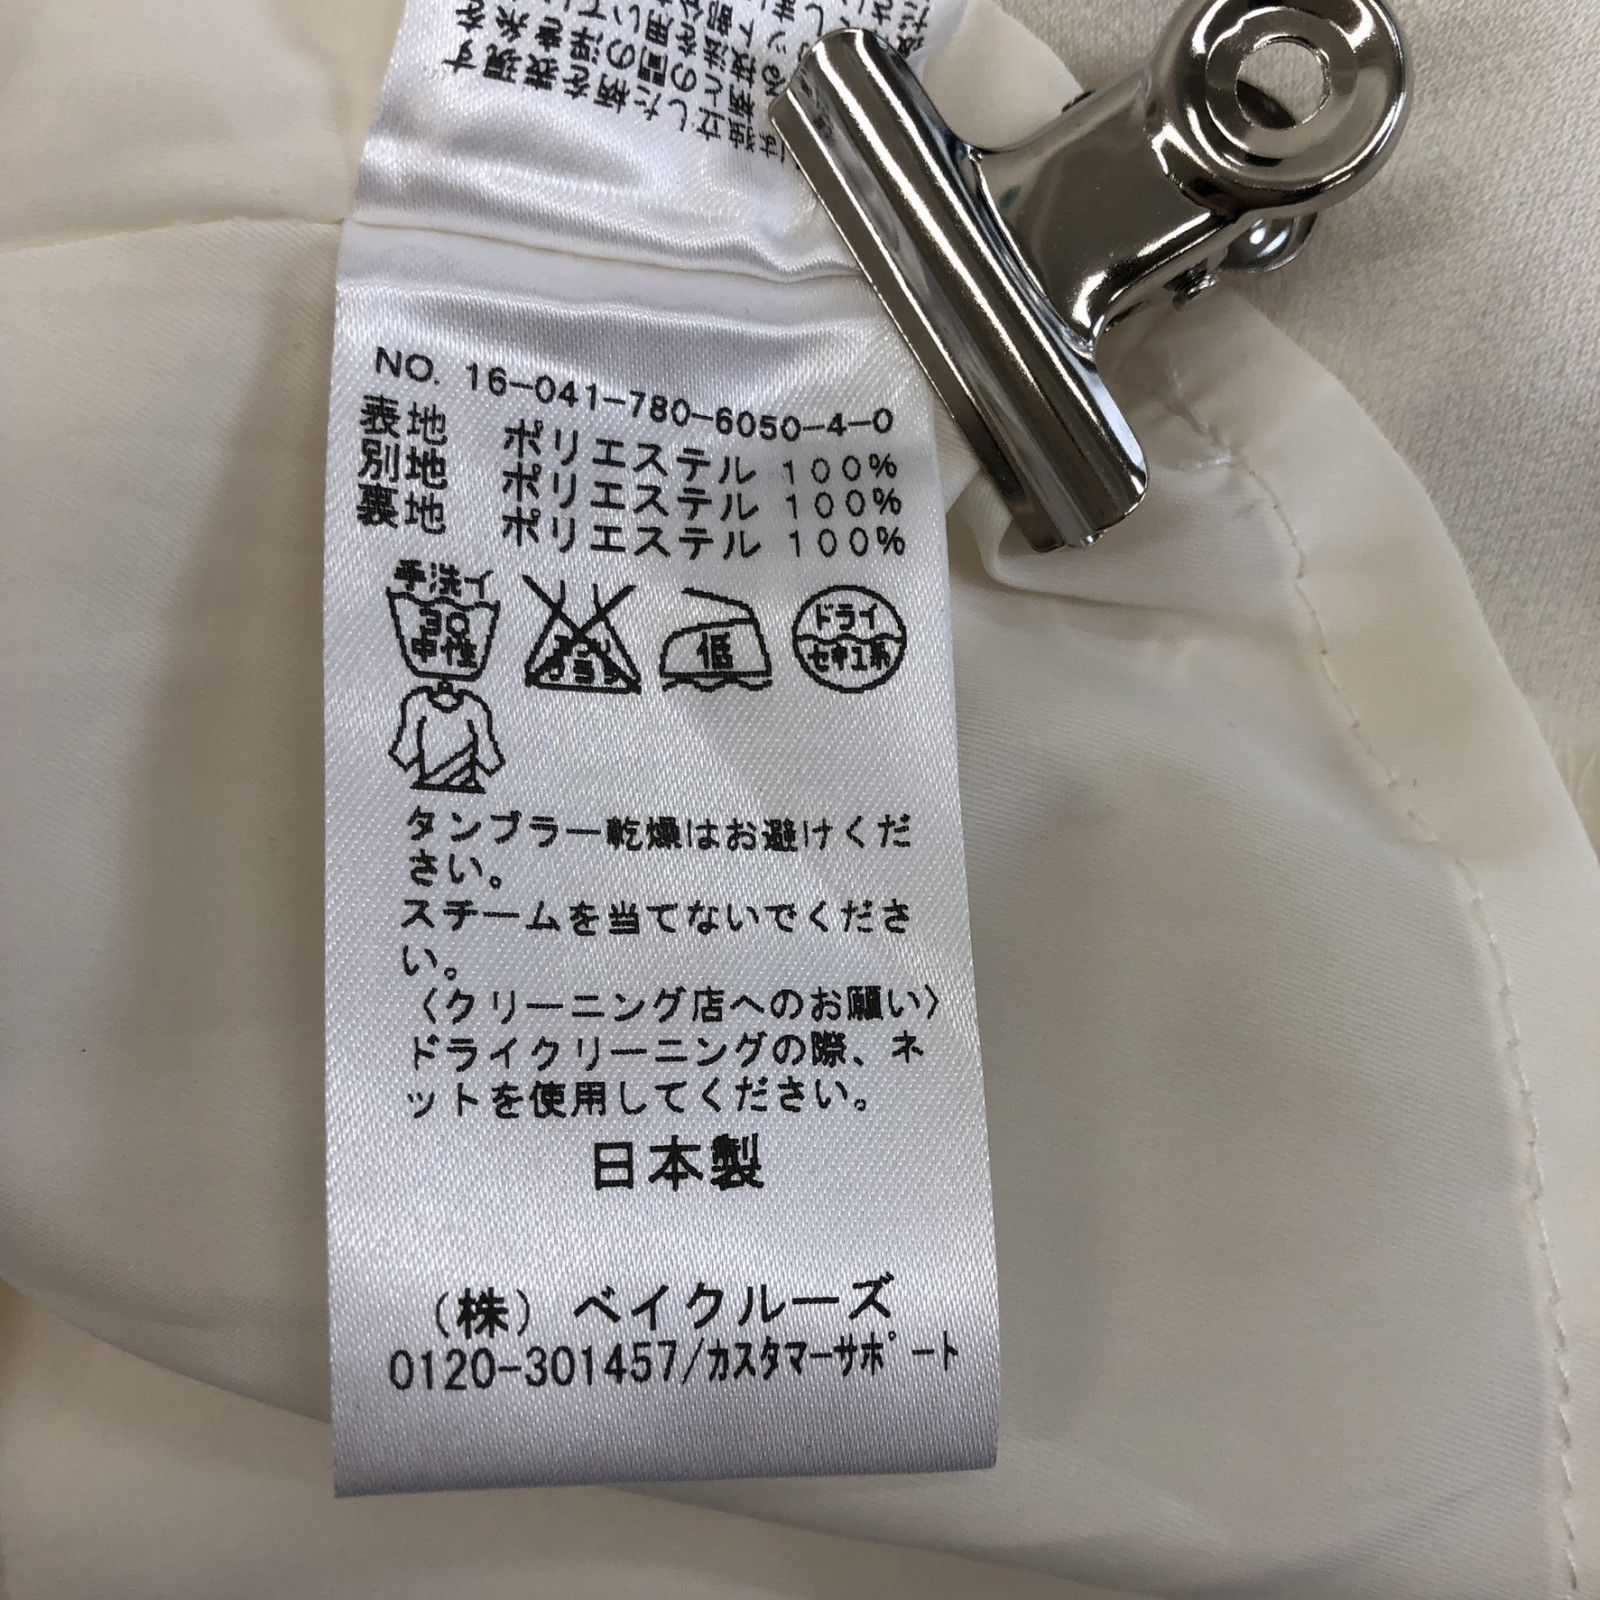 NO. 16-041-780-6050-4-0
表地 ポリエステル 100%
別地 ポリエステル 100%
裏地 ポリエステル 100%
手洗イ
30
中性
低
ドライ
セキユ系
タンブラー乾燥はお避けくだ
さい。
スチームを当てないでくださ
い。
〈クリーニング店へのお願い〉
ドライクリーニングの際、ネ
ットを使用してください。
日本製
(株) ベイクルーズ
0120-301457/カスタマーサポート